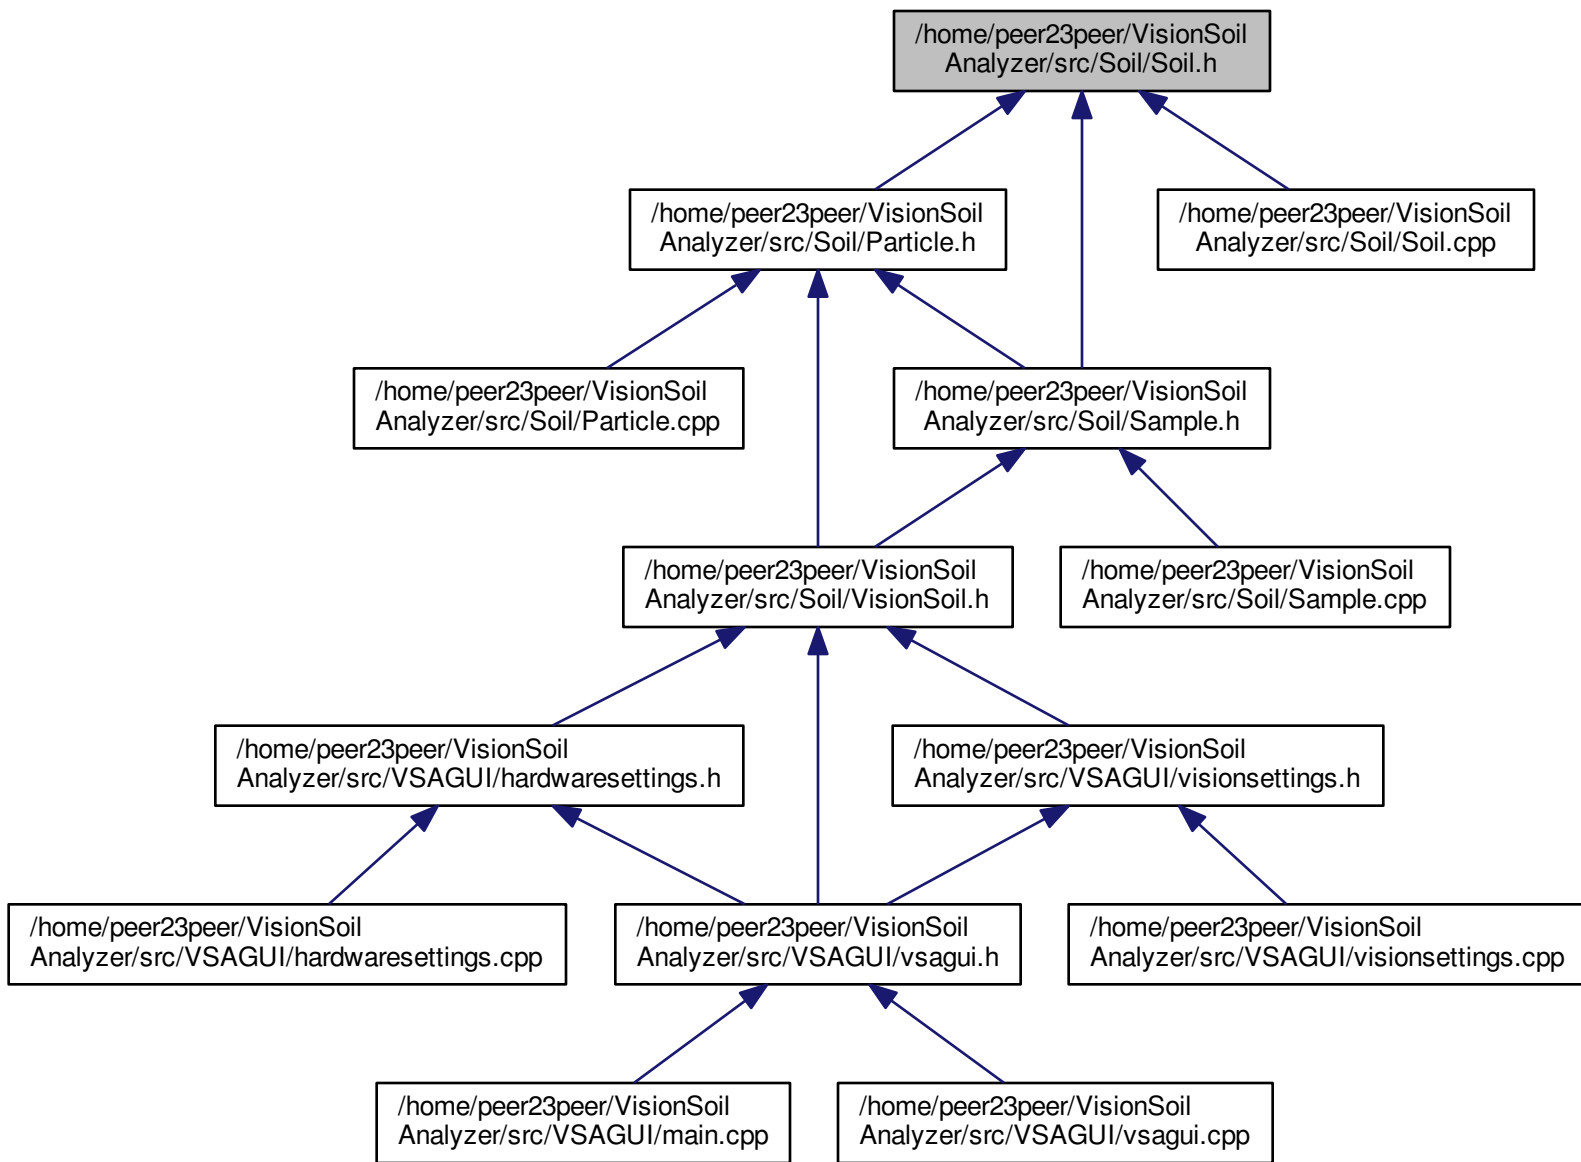 /home/peer23peer/VisionSoil
Analyzer/src/Soil/Soil.h
/home/peer23peer/VisionSoil
Analyzer/src/Soil/Particle.h
/home/peer23peer/VisionSoil
Analyzer/src/Soil/Soil.cpp
/home/peer23peer/VisionSoil
Analyzer/src/Soil/Particle.cpp
/home/peer23peer/VisionSoil
Analyzer/src/Soil/Sample.h
/home/peer23peer/VisionSoil
Analyzer/src/Soil/VisionSoil.h
/home/peer23peer/VisionSoil
Analyzer/src/Soil/Sample.cpp
/home/peer23peer/VisionSoil
Analyzer/src/VSAGUI/hardwaresettings.h
/home/peer23peer/VisionSoil
Analyzer/src/VSAGUI/visionsettings.h
/home/peer23peer/VisionSoil
Analyzer/src/VSAGUI/hardwaresettings.cpp
/home/peer23peer/VisionSoil
Analyzer/src/VSAGUI/vsagui.h
/home/peer23peer/VisionSoil
Analyzer/src/VSAGUI/visionsettings.cpp
/home/peer23peer/VisionSoil
Analyzer/src/VSAGUI/main.cpp
/home/peer23peer/VisionSoil
Analyzer/src/VSAGUI/vsagui.cpp